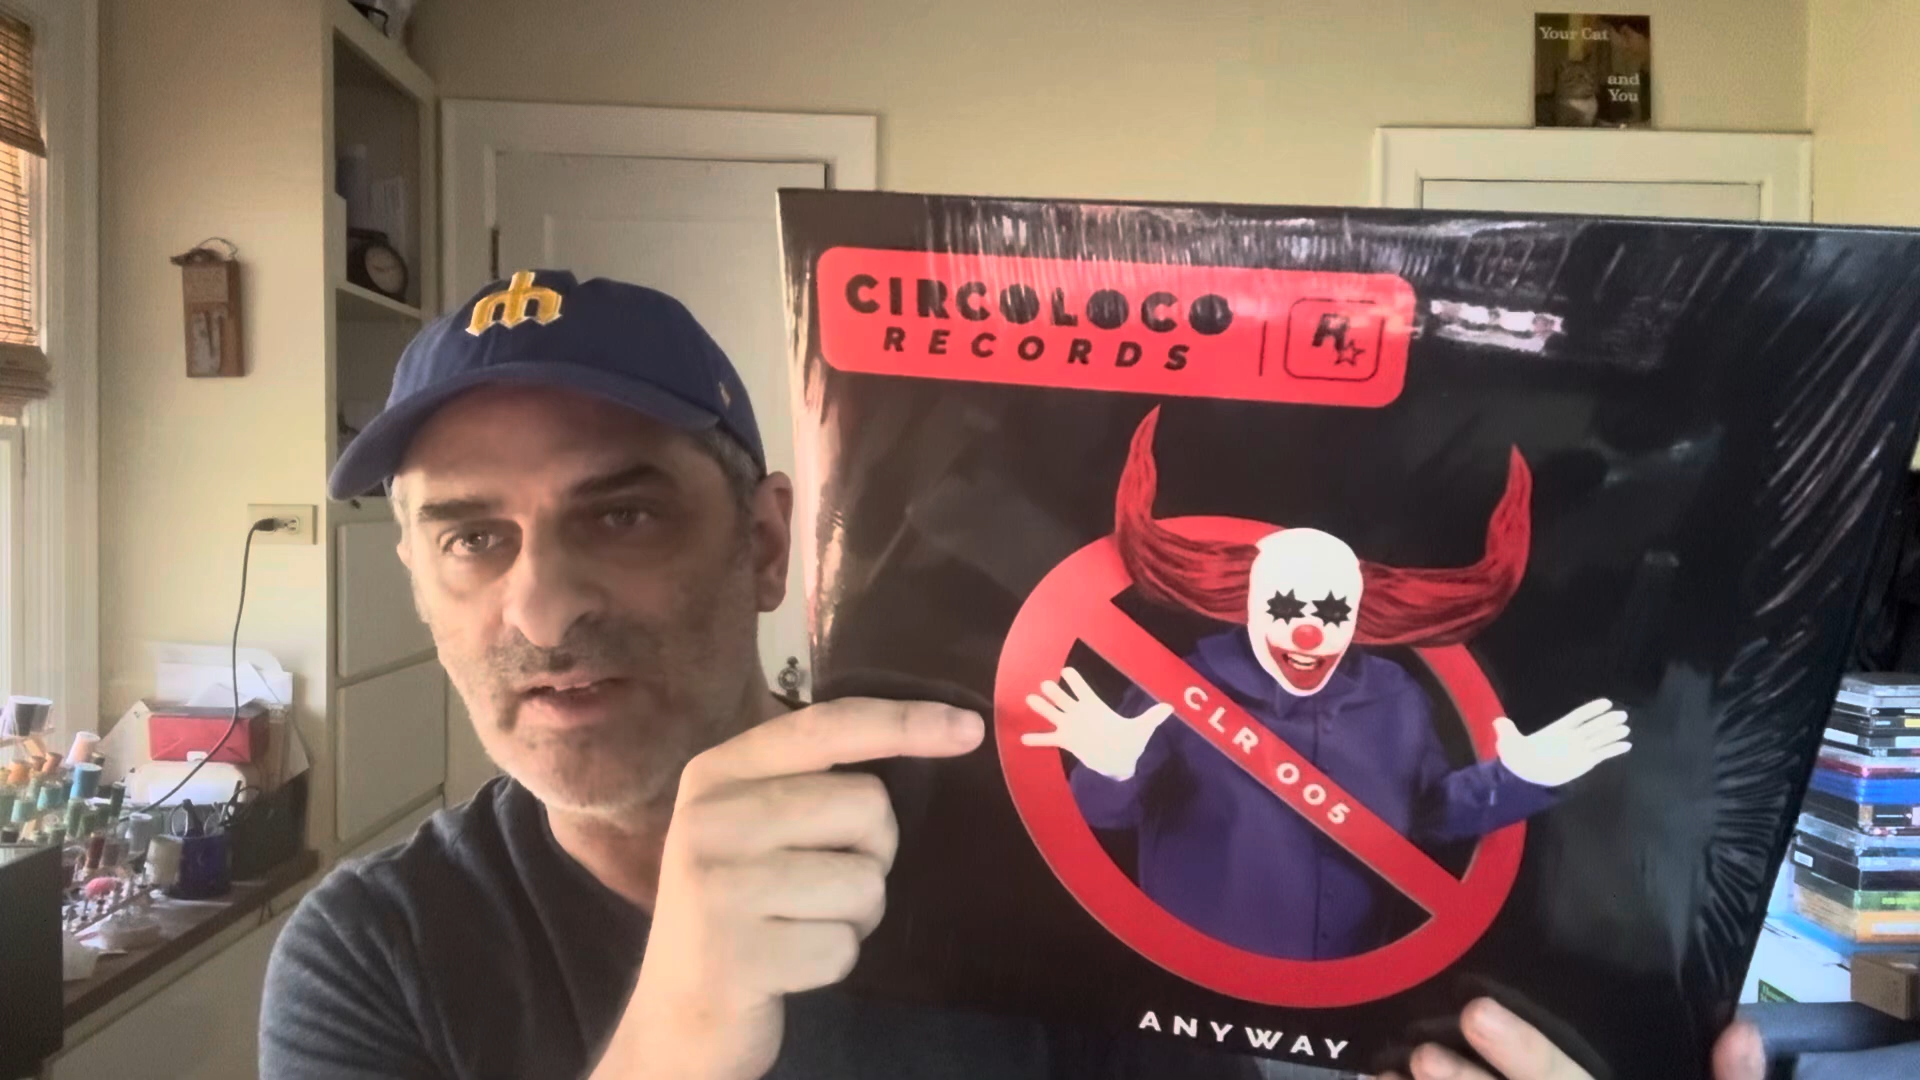 Your Cat
and
You
CIRCOLOCO
RECORDS
R
CLR 005
ANYWAY